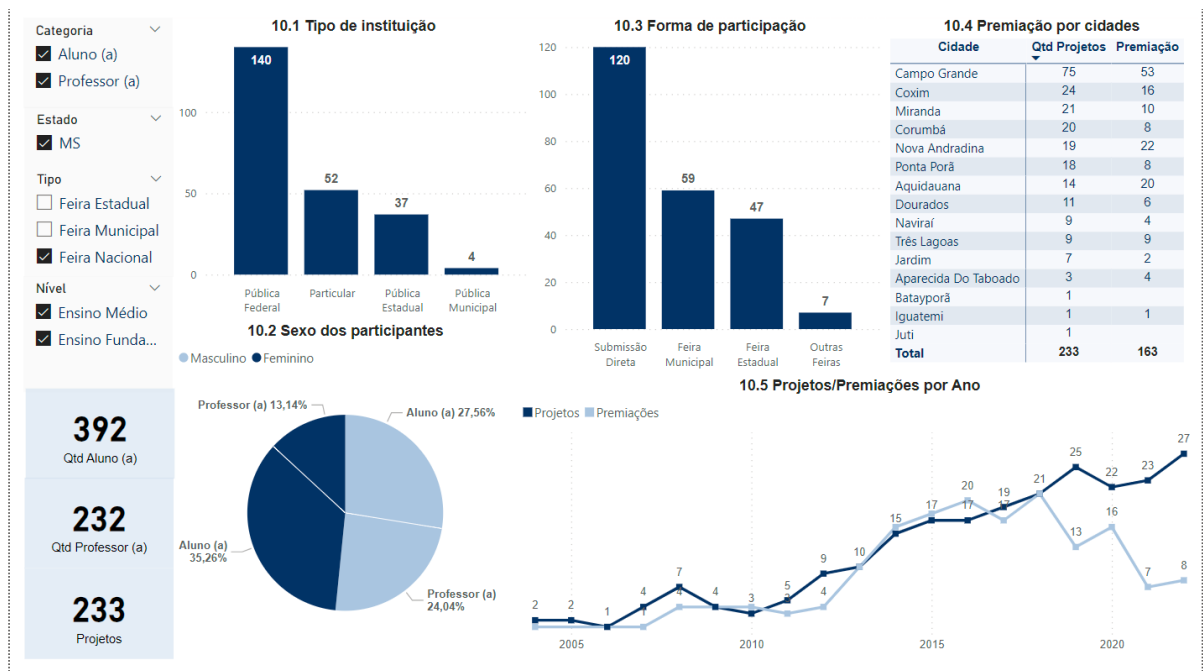 Categoria
Aluno (a)
Professor (a)
Estado
MS
Tipo
Feira Estadual
Feira Municipal
Feira Nacional
Nível
Ensino Médio
Ensino Funda...
392
Qtd Aluno (a)
232
Qtd Professor (a)
233
Projetos
10.1 Tipo de instituição
140
52
37
4
100
50
0
Pública Federal
Particular
Pública Estadual
Pública Municipal
10.2 Sexo dos participantes
Masculino Feminino
Professor (a) 13,14%
Aluno (a) 27,56%
Aluno (a)
35,26%
Professor (a)
24,04%
10.3 Forma de participação
120
100
80
60
40
20
0
120
59
47
7
Submissão Direta
Feira Municipal
Feira Estadual
Outras Feiras
10.4 Premiação por cidades
Cidade Qtd Projetos Premiação
Campo Grande 75 53
Coxim 24 16
Miranda 21 10
Corumbá 20 8
Nova Andradina 19 22
Ponta Porã 18 8
Aquidauana 14 20
Dourados 11 6
Naviraí 9 4
Três Lagoas 9 9
Jardim 7 2
Aparecida Do Taboado 3 4
Batayporã 1
Iguatemi 1 1
Juti 1
Total 233 163
10.5 Projetos/Premiações por Ano
Projetos Premiações
2 2 1 4 7 4 3 5 9 10 15 17 17 19 21 25 22 23 27
1 4 4 20 17 13 16 7 8
2005 2010 2015 2020